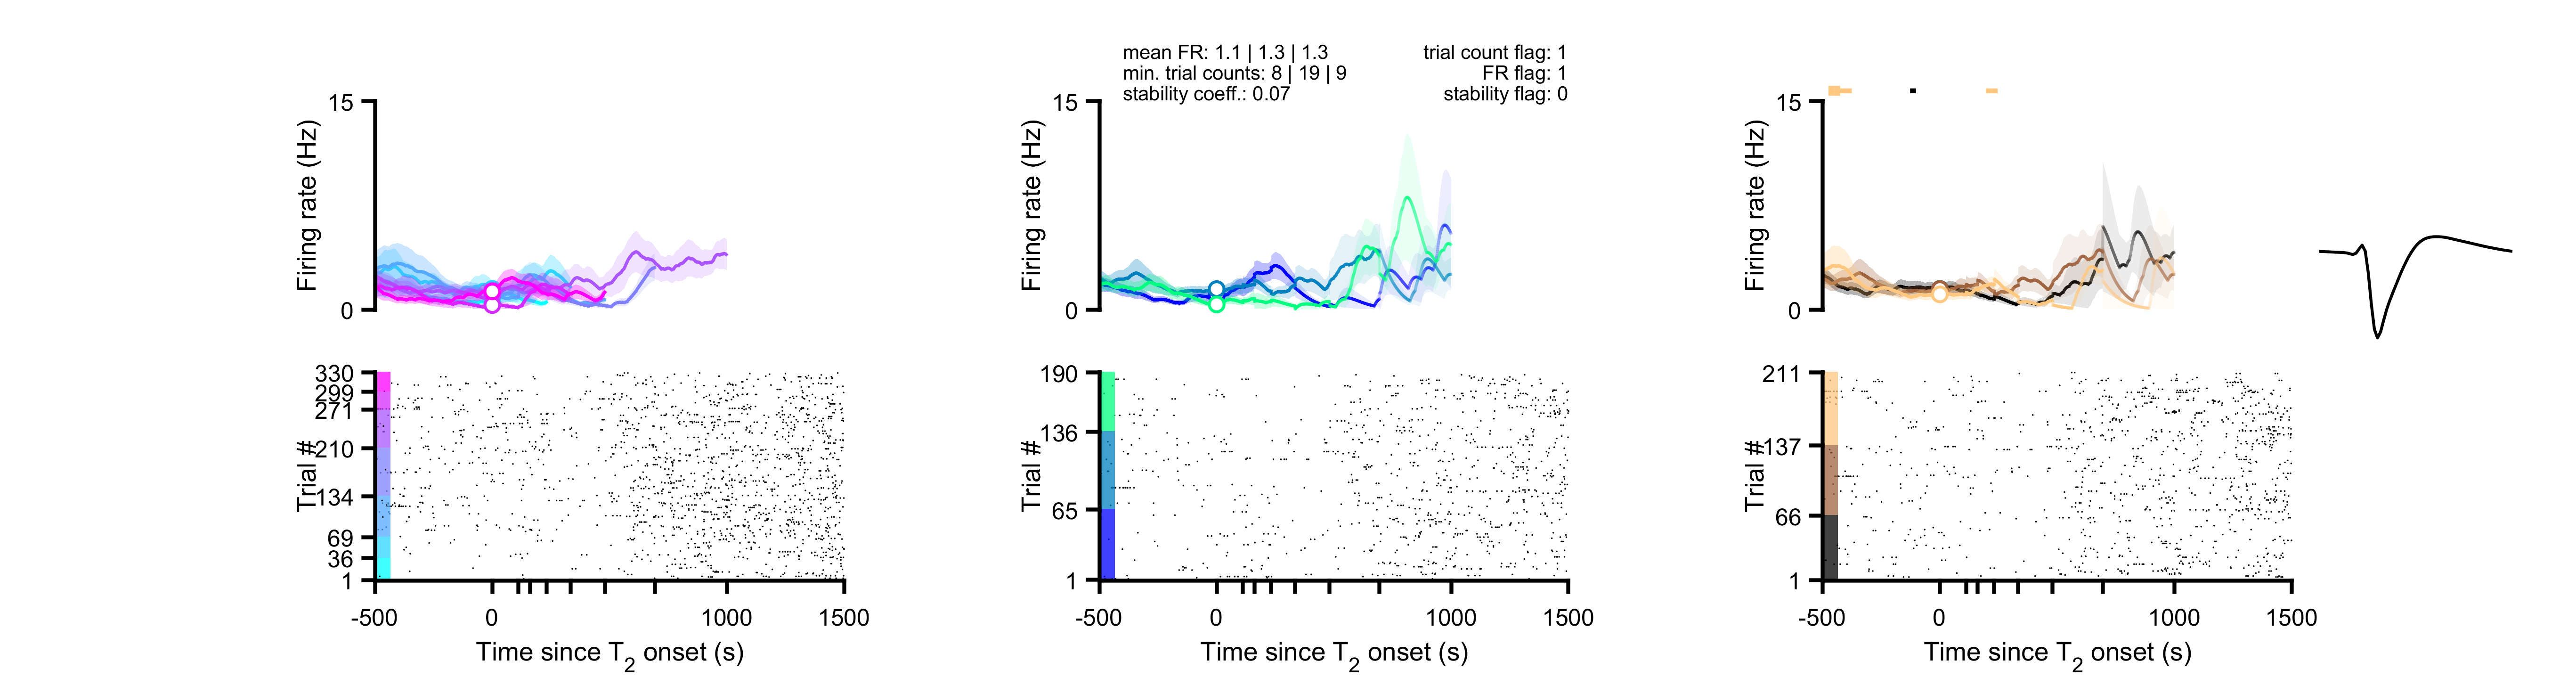 mean FR: 1.1 | 1.3 | 1.3
min. trial counts: 8 | 19 | 9
stability coeff.: 0.07
trial count flag: 1
FR flag: 1
stability flag: 0
15
0
Firing rate (Hz)
330
299
271
210
134
69
36
1
Trial #
-500
0
1000
1500
Time since T2 onset (s)
15
0
Firing rate (Hz)
190
136
65
1
Trial #
-500
0
1000
1500
Time since T2 onset (s)
15
0
Firing rate (Hz)
211
137
66
1
Trial #
-500
0
1000
1500
Time since T2 onset (s)